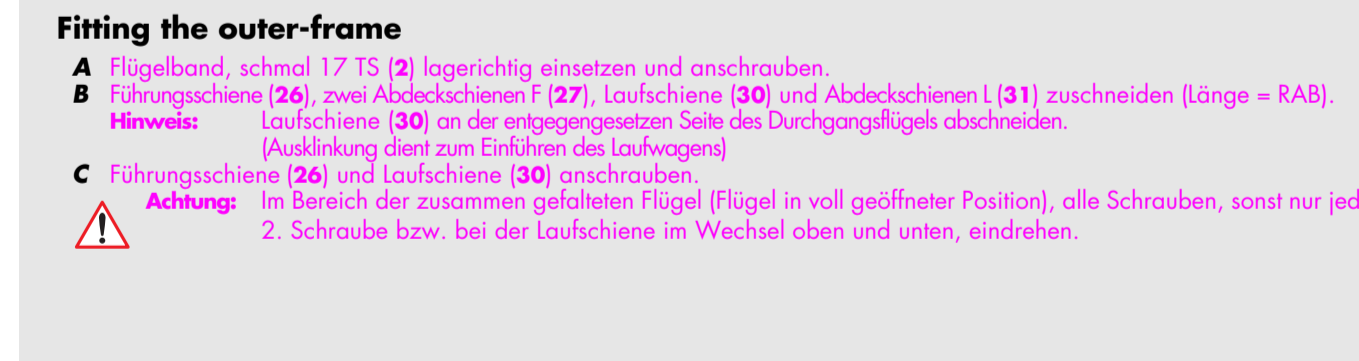 Fitting the outer-frame
A Flügelband, schmal 17 TS (2) lagerichtig einsetzen und anschrauben.
B Führungsschiene (26), zwei Abdeckschienen F (27), Laufschiene (30) und Abdeckschienen L (31) zuschneiden (Länge = RAB).
Hinweis: Laufschiene (30) an der entgegengesetzen Seite des Durchgangsflügels abschneiden.
(Ausklinkung dient zum Einführen des Laufwagens)
C Führungsschiene (26) und Laufschiene (30) anschrauben.
Achtung: Im Bereich der zusammen gefalteten Flügel (Flügel in voll geöffneter Position), alle Schrauben, sonst nur jed
2. Schraube bzw. bei der Laufschiene im Wechsel oben und unten, eindrehen.